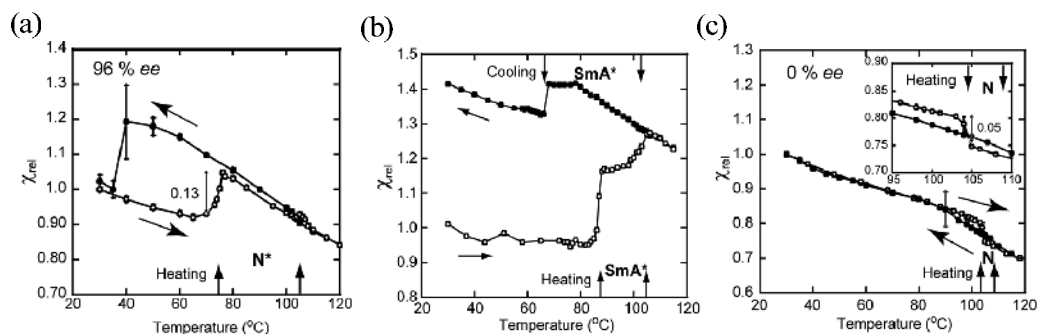 (a)
χrel
1.4
1.3
1.2
1.1
1.0
0.90
0.80
0.70
96 % ee
0.13
N*
Heating
20
40
60
80
100
120
Temperature (°C)
(b)
χrel
1.5
1.4
1.3
1.2
1.1
1.0
0.9
0.8
Cooling
SmA*
Heating
SmA*
30
40
50
60
70
80
90
100
110
120
Temperature (°C)
(c)
χrel
1.3
1.2
1.1
1.0
0.9
0.8
0.7
0.6
0 % ee
0.90
0.85
0.80
0.75
0.70
Heating
N
0.05
95
100
105
110
Heating
N
20
40
60
80
100
120
Temperature (°C)